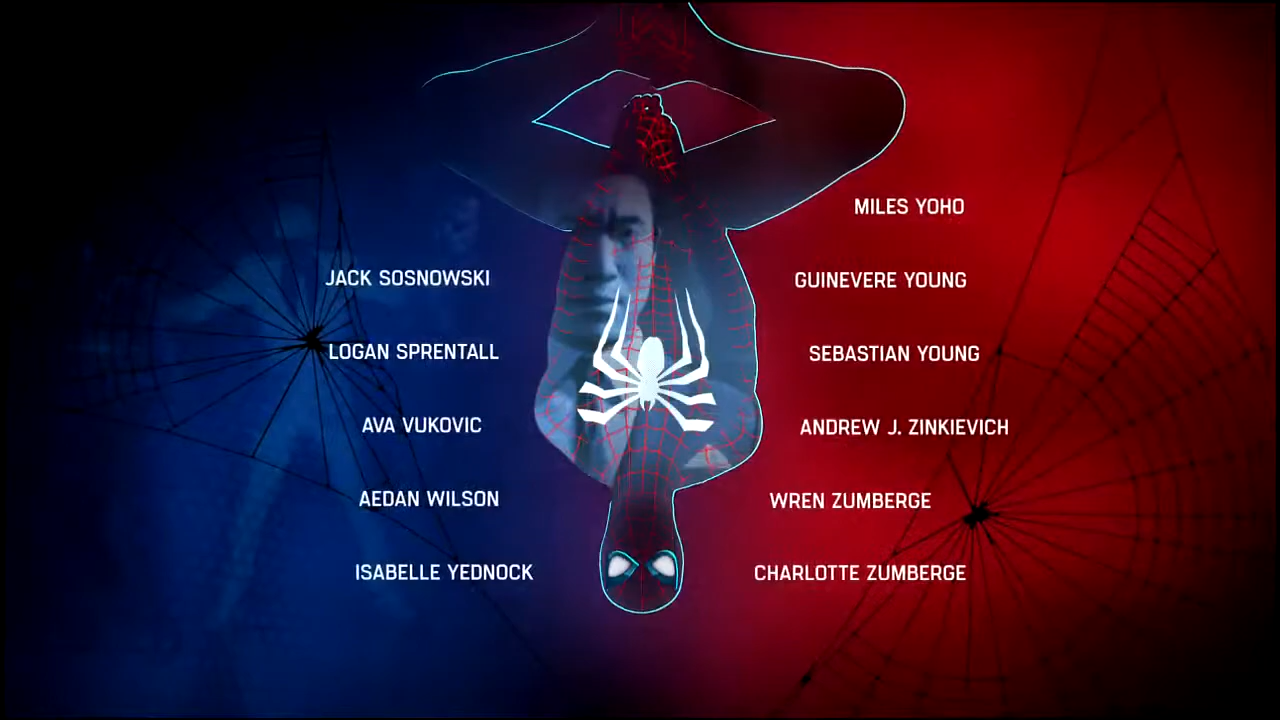 JACK SOSNOWSKI
LOGAN SPRENTALL
AVA VUKOVIC
AEDAN WILSON
ISABELLE YEDNOCK
MILES YOHO
GUINEVERE YOUNG
SEBASTIAN YOUNG
ANDREW J. ZINKIEVICH
WREN ZUMBERGE
CHARLOTTE ZUMBERGE